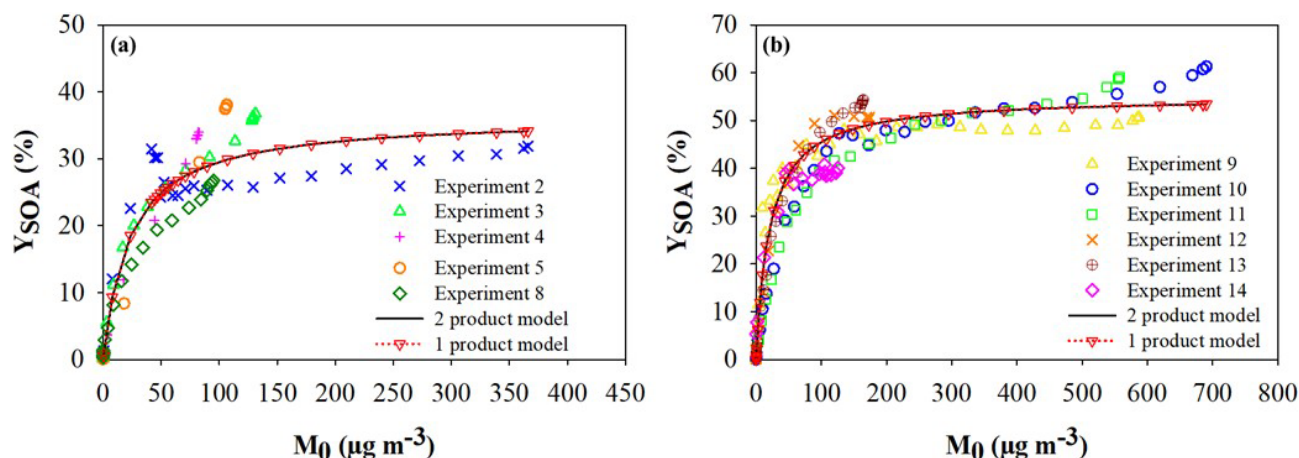 (a)
Y_SOA (%)
50
40
30
20
10
0
Experiment 2
Experiment 3
Experiment 4
Experiment 5
Experiment 8
2 product model
1 product model
0 50 100 150 200 250 300 350 400 450
M₀ (μg m⁻³)
(b)
Y_SOA (%)
70
60
50
40
30
20
10
0
Experiment 9
Experiment 10
Experiment 11
Experiment 12
Experiment 13
Experiment 14
2 product model
1 product model
0 100 200 300 400 500 600 700 800
M₀ (μg m⁻³)